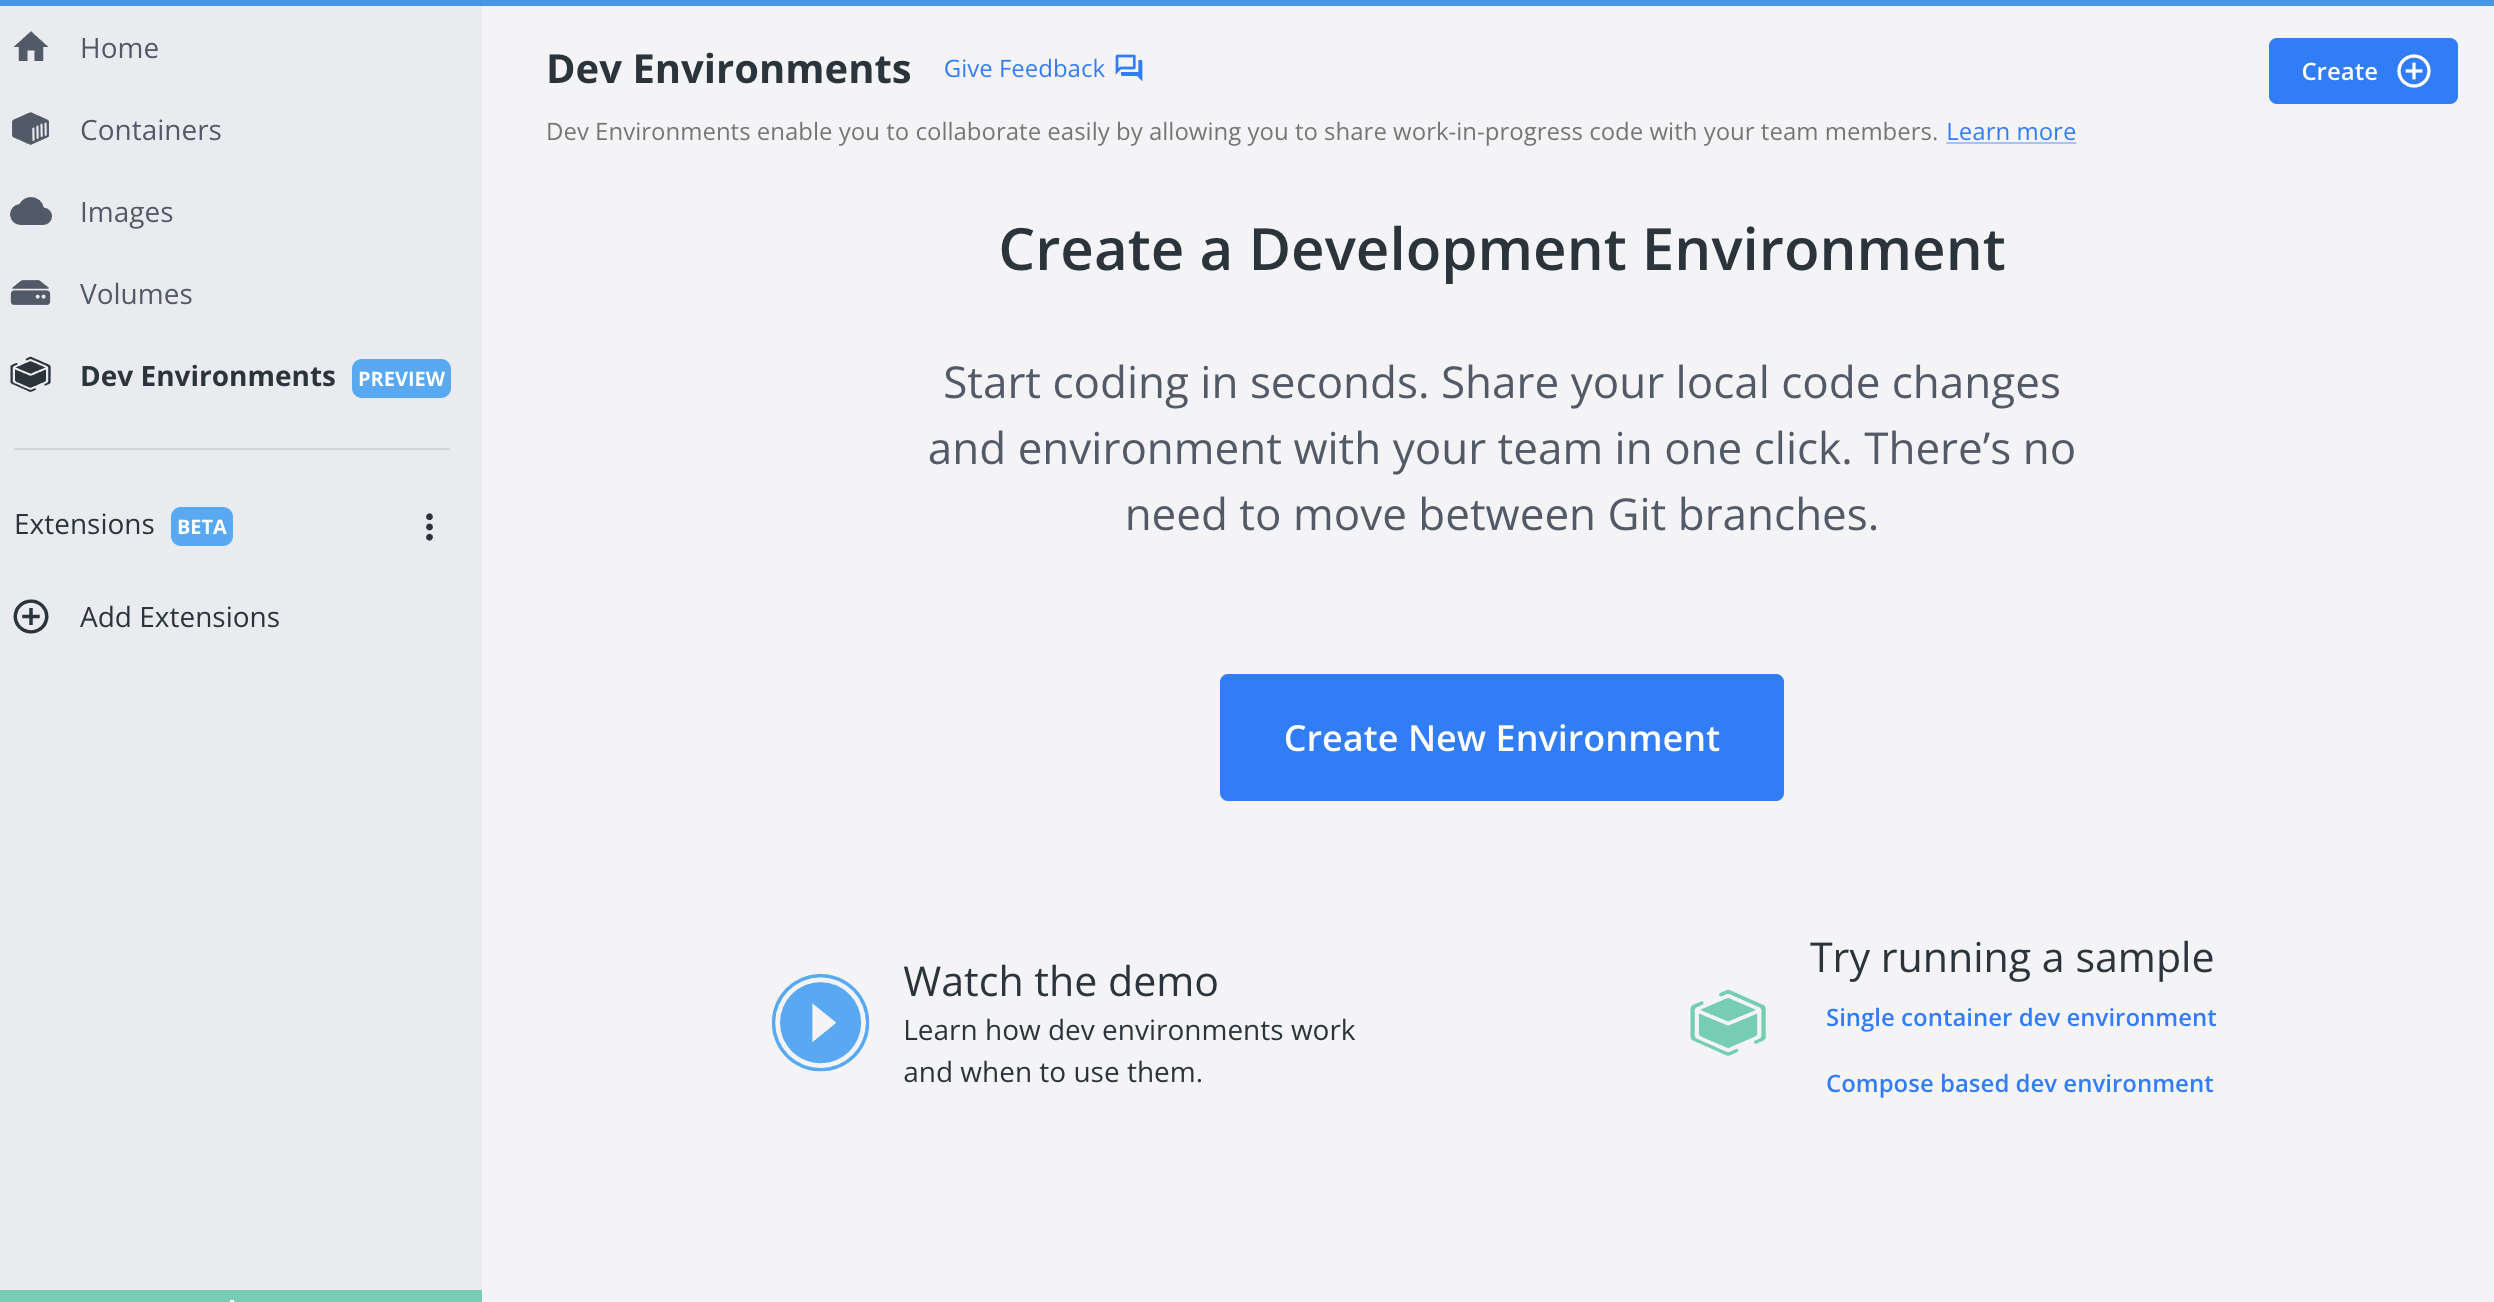 Home
Containers
Images
Volumes
Dev Environments PREVIEW
Extensions BETA
Add Extensions
Dev Environments Give Feedback
Create
Dev Environments enable you to collaborate easily by allowing you to share work-in-progress code with your team members. Learn more
Create a Development Environment
Start coding in seconds. Share your local code changes
and environment with your team in one click. There’s no
need to move between Git branches.
Create New Environment
Watch the demo
Learn how dev environments work
and when to use them.
Try running a sample
Single container dev environment
Compose based dev environment